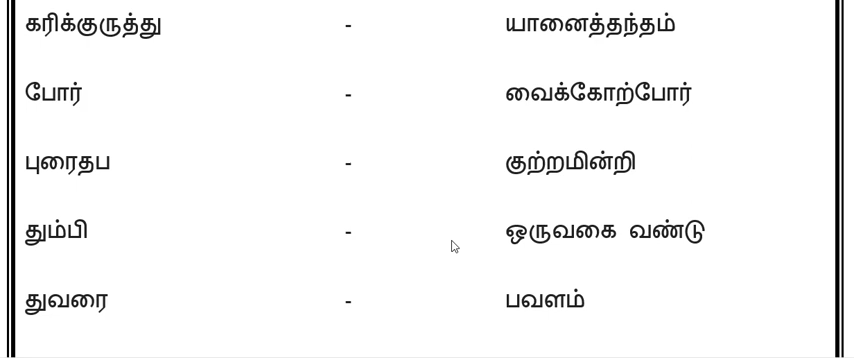 கரிக்குருத்து - யானைத்தந்தம்
போர் - வைக்கோற்போர்
புரைதப - குற்றமின்றி
தும்பி - ஒருவகை வண்டு
துவரை - பவளம்